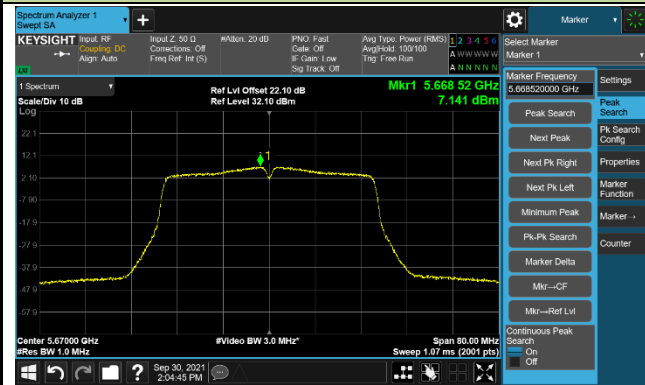 Spectrum Analyzer 1
Swept SA
Marker
KEYSIGHT
Input: RF
Coupling: DC
Align: Auto
Input Z: 50 Ω
Corrections: Off
Freq Ref: Int (S)
#Atten: 20 dB
PNO: Fast
Gate: Off
IF Gain: Low
Sig Track: Off
Avg Type: Power (RMS)
Avg|Hold: 100/100
Trig: Free Run
1 2 3 4 5 6
A W W W W W
A N N N N N
LXI
Select Marker
Marker 1
1 Spectrum
Scale/Div 10 dB
Log
Ref Lvl Offset 22.10 dB
Ref Level 32.10 dBm
Mkr1 5.668 52 GHz
7.141 dBm
22.1
12.1
2.10
-7.90
-17.9
-27.9
-37.9
-47.9
-57.9
1
Center 5.67000 GHz
#Res BW 1.0 MHz
#Video BW 3.0 MHz*
Span 80.00 MHz
Sweep 1.07 ms (2001 pts)
Marker Frequency
5.668520000 GHz
Peak Search
Next Peak
Next Pk Right
Next Pk Left
Minimum Peak
Pk-Pk Search
Marker Delta
Mkr→CF
Mkr→Ref Lvl
Continuous Peak
Search
On
Off
Settings
Peak
Search
Pk Search
Config
Properties
Marker
Function
Marker→
Counter
Sep 30, 2021
2:04:45 PM